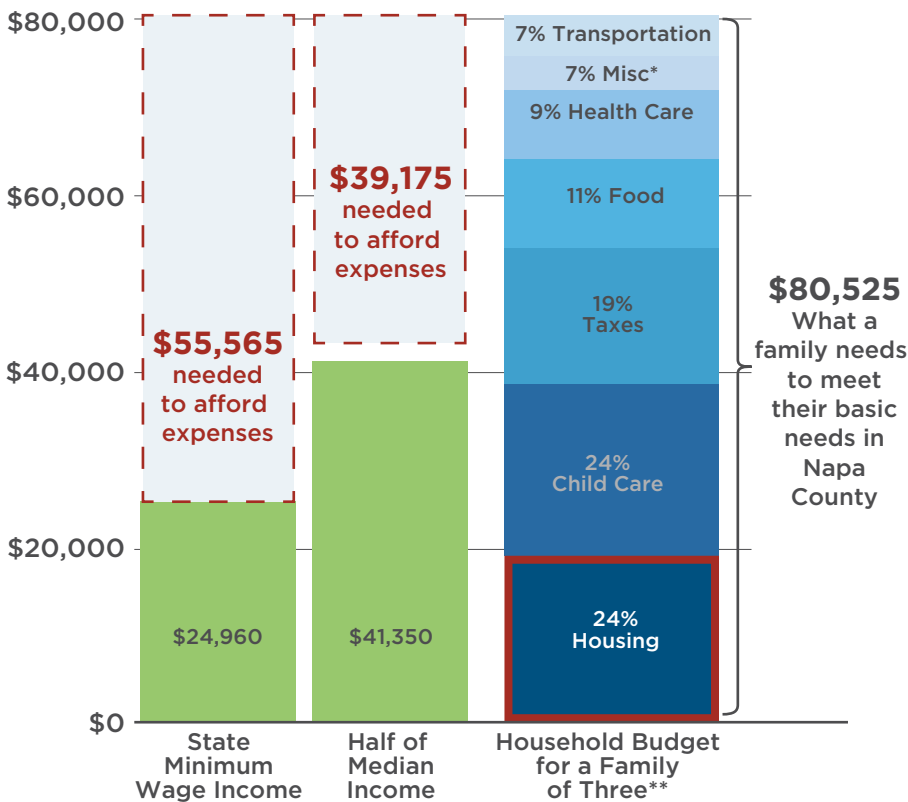 $80,000
$60,000
$40,000
$20,000
$0
$55,565
needed
to afford
expenses
$24,960
$39,175
needed
to afford
expenses
$41,350
7% Transportation
7% Misc*
9% Health Care
11% Food
19%
Taxes
24%
Child Care
24%
Housing
$80,525
What a
family needs
to meet
their basic
needs in
Napa
County
State
Minimum
Wage Income
Half of
Median
Income
Household Budget
for a Family
of Three**